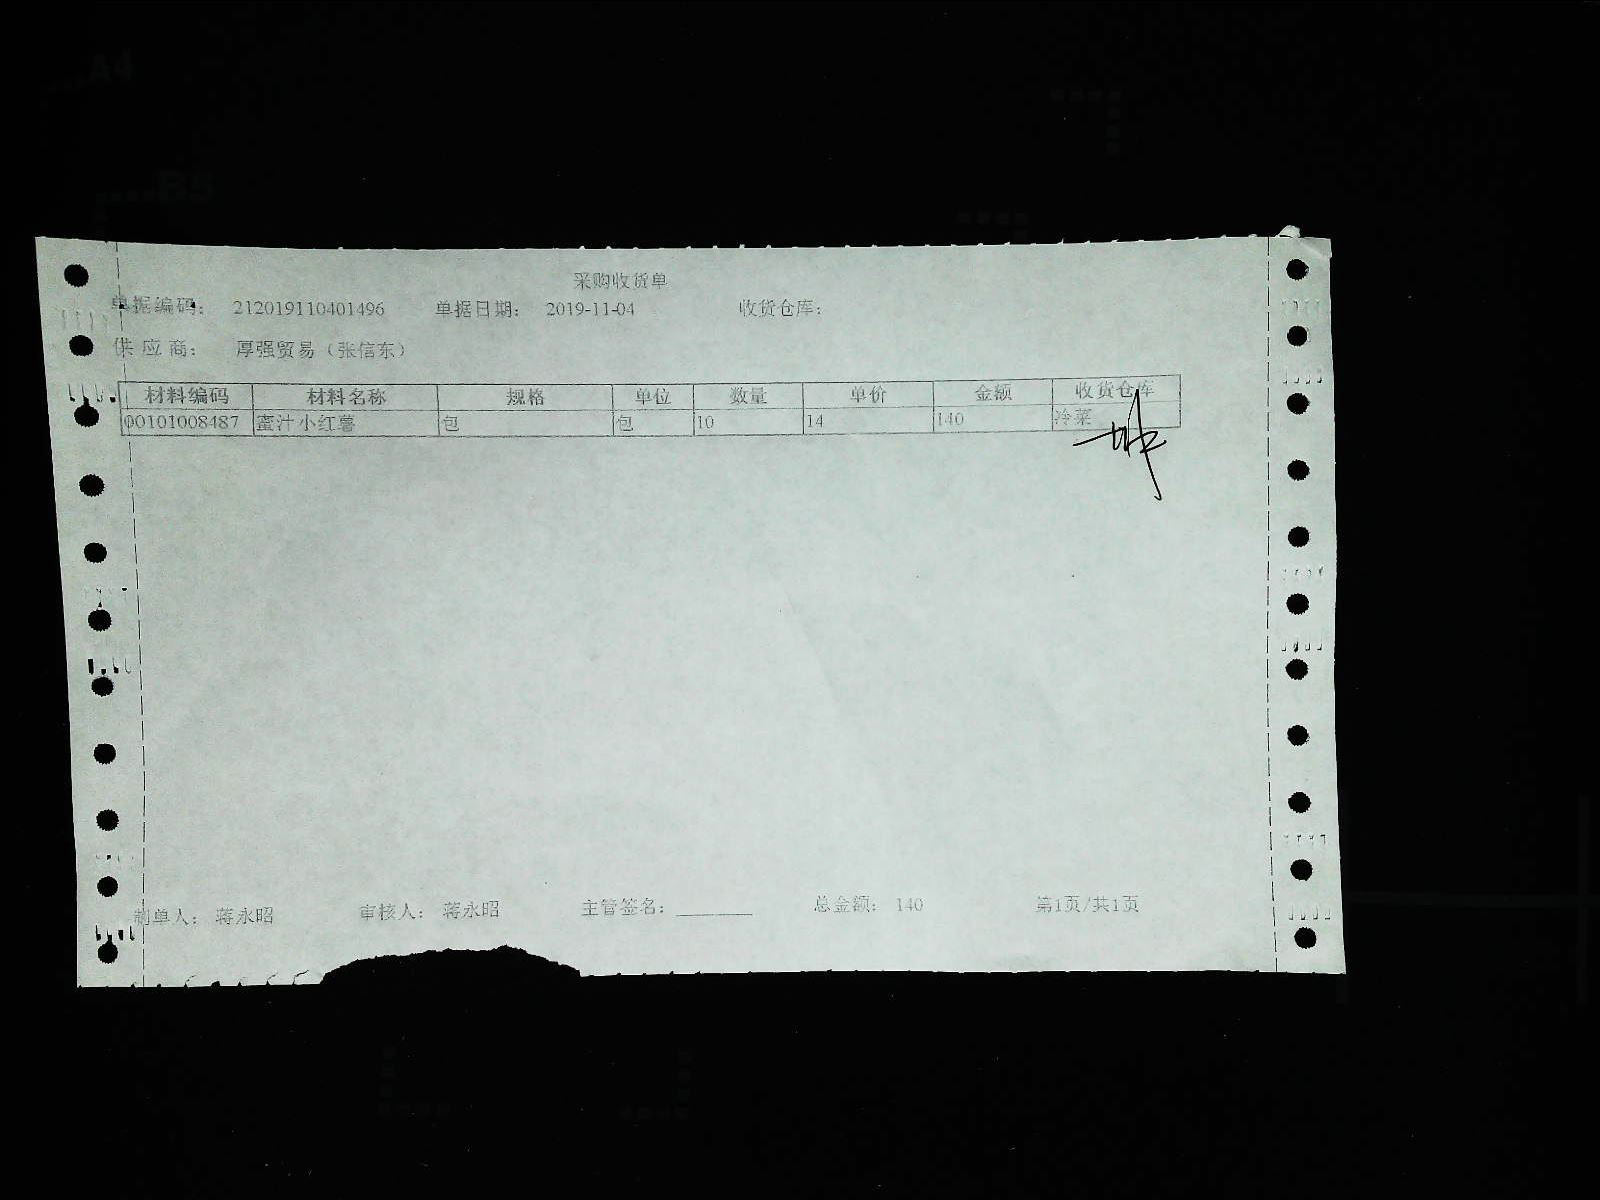 A4
B5
采购收货单
单据编码： 212019110401496 单据日期： 2019-11-04 收货仓库：
供应商： 厚强贸易（张信东）
材料编码 材料名称 规格 单位 数量 单价 金额 收货仓库
00101008487 蜜汁小红薯 包 包 10 14 140 冷菜
制单人： 蒋永昭 审核人： 蒋永昭 主管签名： 总金额： 140 第1页/共1页